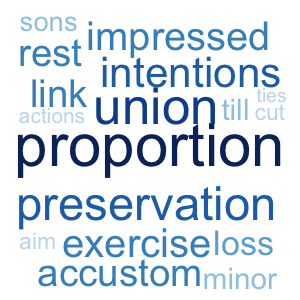 sons
rest impressed
intentions
link union till ties
actions cut
proportion
preservation
aim exercise loss
accustom minor